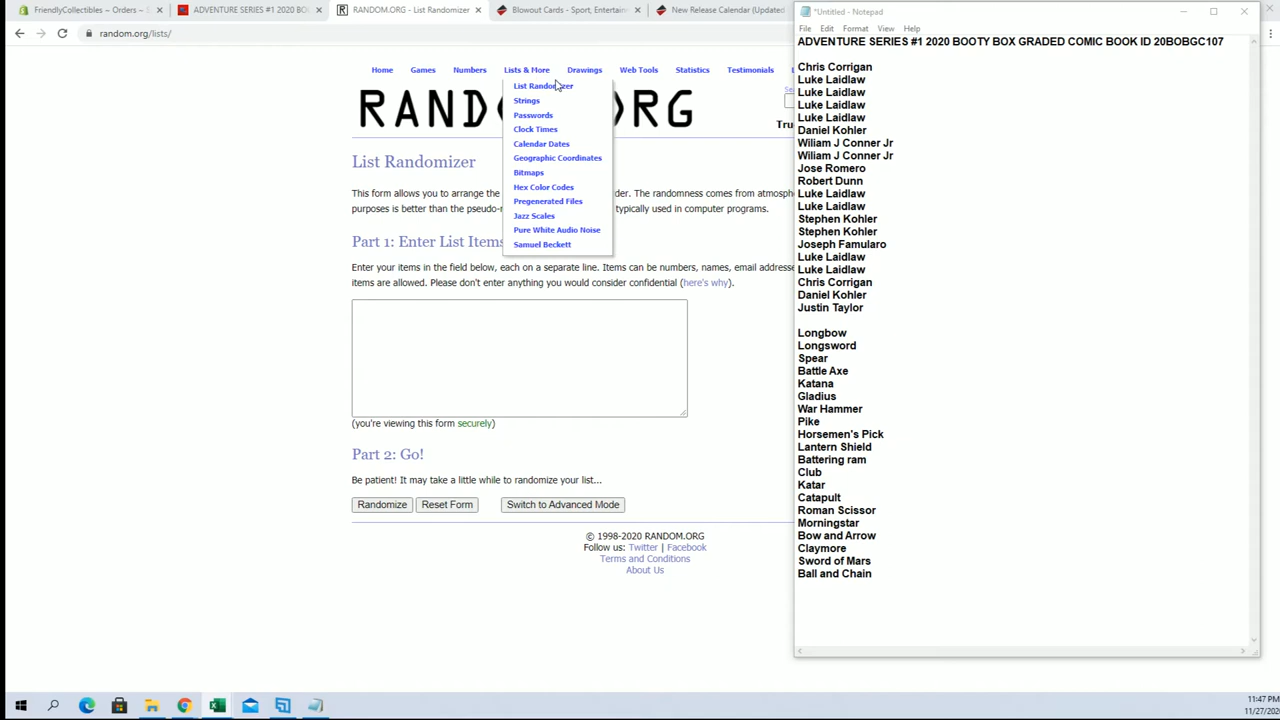 FriendlyCollectibles ~ Orders ~
ADVENTURE SERIES #1 2020 BO
RANDOM.ORG - List Randomizer
Blowout Cards - Sport, Entertain
New Release Calendar (Updated
random.org/lists/
Home Games Numbers Lists & More Drawings Web Tools Statistics Testimonials
List Randomizer
Strings
Passwords
Clock Times
Calendar Dates
Geographic Coordinates
Bitmaps
Hex Color Codes
Pregenerated Files
Jazz Scales
Pure White Audio Noise
Samuel Beckett
RAND RG
List Randomizer
This form allows you to arrange the der. The randomness comes from atmosph
purposes is better than the pseudo-r typically used in computer programs.
Part 1: Enter List Items
Enter your items in the field below, each on a separate line. Items can be numbers, names, email addresse
items are allowed. Please don't enter anything you would consider confidential (here's why).
(you're viewing this form securely)
Part 2: Go!
Be patient! It may take a little while to randomize your list...
Randomize Reset Form Switch to Advanced Mode
© 1998-2020 RANDOM.ORG
Follow us: Twitter | Facebook
Terms and Conditions
About Us
*Untitled - Notepad
File Edit Format View Help
ADVENTURE SERIES #1 2020 BOOTY BOX GRADED COMIC BOOK ID 20BOBGC107
Chris Corrigan
Luke Laidlaw
Luke Laidlaw
Luke Laidlaw
Luke Laidlaw
Daniel Kohler
Wiliam J Conner Jr
Wiliam J Conner Jr
Jose Romero
Robert Dunn
Luke Laidlaw
Luke Laidlaw
Stephen Kohler
Stephen Kohler
Joseph Famularo
Luke Laidlaw
Luke Laidlaw
Chris Corrigan
Daniel Kohler
Justin Taylor
Longbow
Longsword
Spear
Battle Axe
Katana
Gladius
War Hammer
Pike
Horsemen's Pick
Lantern Shield
Battering ram
Club
Katar
Catapult
Roman Scissor
Morningstar
Bow and Arrow
Claymore
Sword of Mars
Ball and Chain
11:47 PM